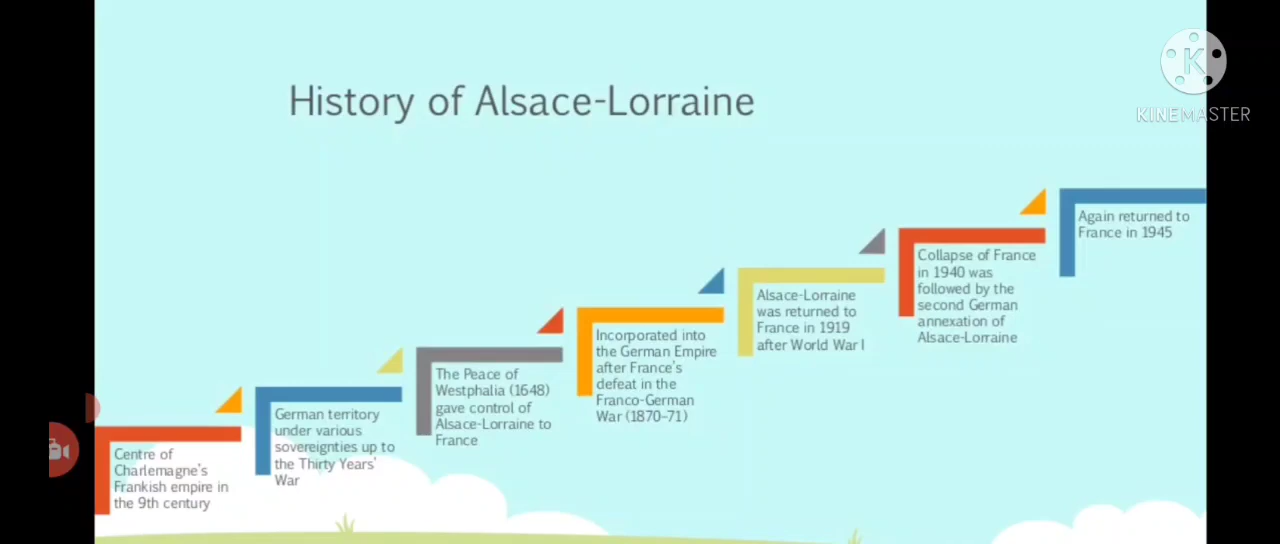 History of Alsace-Lorraine
K
KINEMASTER
Centre of
Charlemagne's
Frankish empire in
the 9th century
German territory
under various
sovereignties up to
the Thirty Years'
War
The Peace of
Westphalia (1648)
gave control of
Alsace-Lorraine to
France
Incorporated into
the German Empire
after France's
defeat in the
Franco-German
War (1870-71)
Alsace-Lorraine
was returned to
France in 1919
after World War I
Collapse of France
in 1940 was
followed by the
second German
annexation of
Alsace-Lorraine
Again returned to
France in 1945